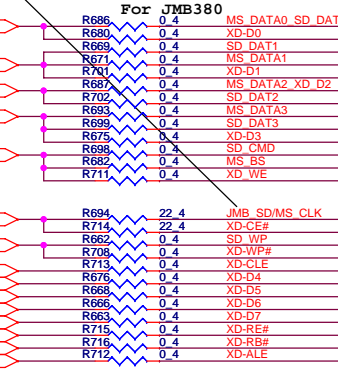 For JMB380
R686 0_4 MS_DATA0_SD_DAT
R680 0_4 XD-D0
R669 0_4 SD_DAT1
R671 0_4 MS_DATA1
R701 0_4 XD-D1
R687 0_4 MS_DATA2_XD_D2
R702 0_4 SD_DAT2
R693 0_4 MS_DATA3
R699 0_4 SD_DAT3
R675 0_4 XD-D3
R698 0_4 SD_CMD
R682 0_4 MS_BS
R711 0_4 XD_WE
R694 22_4 JMB_SD/MS_CLK
R714 22_4 XD-CE#
R662 0_4 SD_WP
R708 0_4 XD-WP#
R713 0_4 XD-CLE
R676 0_4 XD-D4
R668 0_4 XD-D5
R666 0_4 XD-D6
R663 0_4 XD-D7
R715 0_4 XD-RE#
R716 0_4 XD-RB#
R712 0_4 XD-ALE